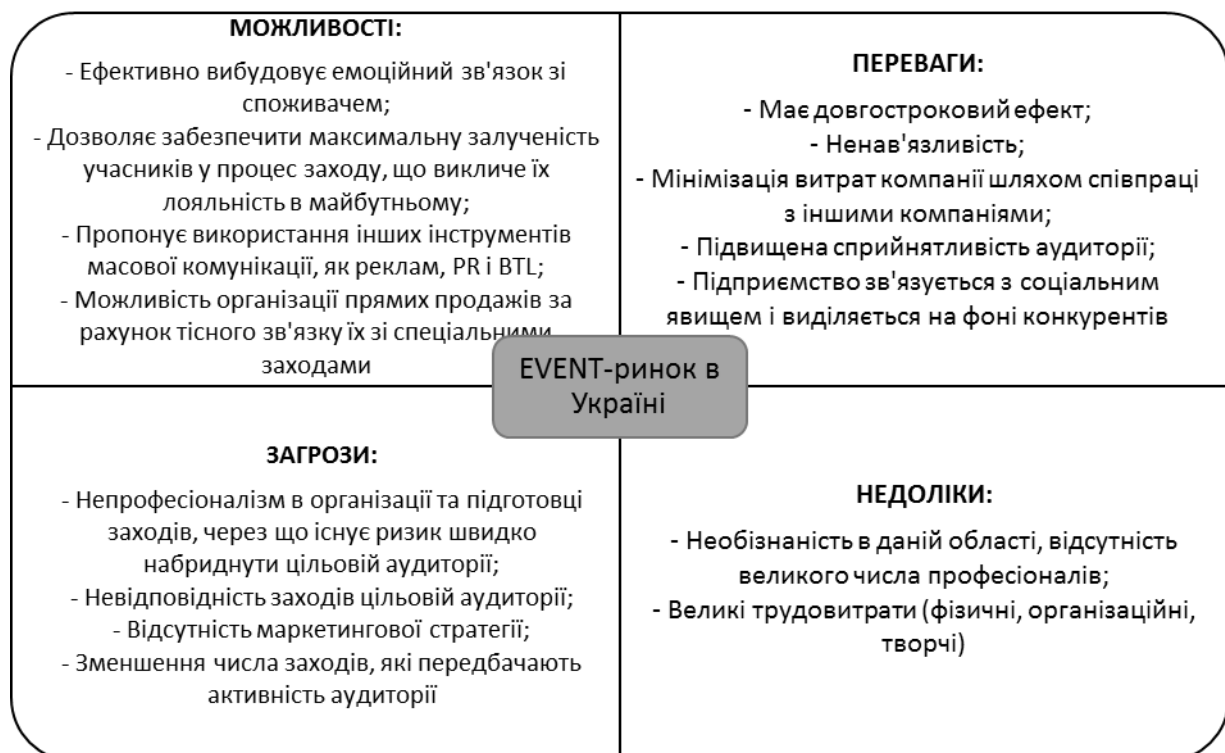 МОЖЛИВОСТІ:
- Ефективно вибудовує емоційний зв'язок зі
споживачем;
- Дозволяє забезпечити максимальну залученість
учасників у процес заходу, що викличе їх
лояльність в майбутньому;
- Пропонує використання інших інструментів
масової комунікації, як реклам, PR і BTL;
- Можливість організації прямих продажів за
рахунок тісного зв'язку їх зі спеціальними
заходами
ПЕРЕВАГИ:
- Має довгостроковий ефект;
- Ненав'язливість;
- Мінімізація витрат компанії шляхом співпраці
з іншими компаніями;
- Підвищена сприйнятливість аудиторії;
- Підприємство зв'язується з соціальним
явищем і виділяється на фоні конкурентів
EVENT-ринок в
Україні
ЗАГРОЗИ:
- Непрофесіоналізм в організації та підготовці
заходів, через що існує ризик швидко
набриднути цільовій аудиторії;
- Невідповідність заходів цільовій аудиторії;
- Відсутність маркетингової стратегії;
- Зменшення числа заходів, які передбачають
активність аудиторії
НЕДОЛІКИ:
- Необізнаність в даній області, відсутність
великого числа професіоналів;
- Великі трудовитрати (фізичні, організаційні,
творчі)